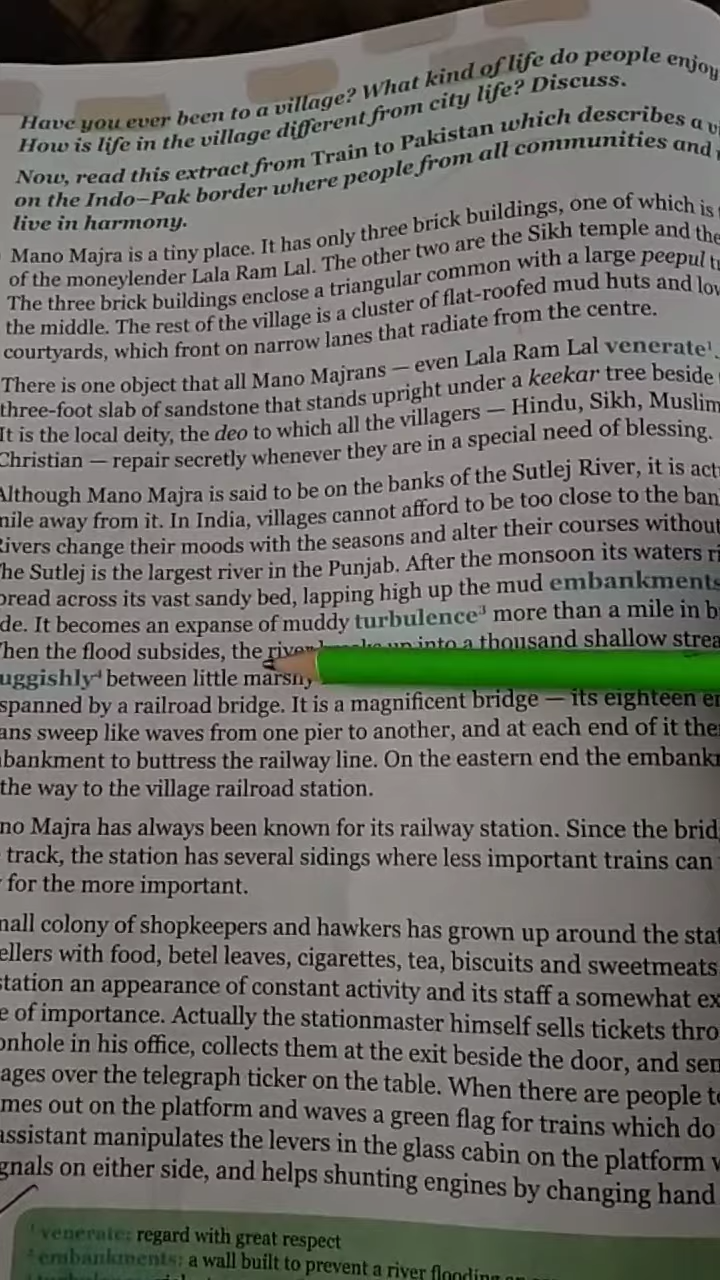 Have you ever been to a village? What kind of life do people enjoy
How is life in the village different from city life? Discuss.
Now, read this extract from Train to Pakistan which describes a vi
on the Indo–Pak border where people from all communities and
live in harmony.
Mano Majra is a tiny place. It has only three brick buildings, one of which is
of the moneylender Lala Ram Lal. The other two are the Sikh temple and the
The three brick buildings enclose a triangular common with a large peepul t
the middle. The rest of the village is a cluster of flat-roofed mud huts and low
courtyards, which front on narrow lanes that radiate from the centre.
There is one object that all Mano Majrans — even Lala Ram Lal venerate¹.
three-foot slab of sandstone that stands upright under a keekar tree beside
It is the local deity, the deo to which all the villagers — Hindu, Sikh, Muslim
Christian — repair secretly whenever they are in a special need of blessing.
Although Mano Majra is said to be on the banks of the Sutlej River, it is act
mile away from it. In India, villages cannot afford to be too close to the ban
Rivers change their moods with the seasons and alter their courses without
The Sutlej is the largest river in the Punjab. After the monsoon its waters ri
pread across its vast sandy bed, lapping high up the mud embankments
de. It becomes an expanse of muddy turbulence³ more than a mile in b
hen the flood subsides, the river up into a thousand shallow strea
uggishly⁴ between little marshy
spanned by a railroad bridge. It is a magnificent bridge — its eighteen e
ans sweep like waves from one pier to another, and at each end of it the
bankment to buttress the railway line. On the eastern end the embank
the way to the village railroad station.
no Majra has always been known for its railway station. Since the brid
track, the station has several sidings where less important trains can
for the more important.
mall colony of shopkeepers and hawkers has grown up around the stat
ellers with food, betel leaves, cigarettes, tea, biscuits and sweetmeats
station an appearance of constant activity and its staff a somewhat ex
e of importance. Actually the stationmaster himself sells tickets thro
onhole in his office, collects them at the exit beside the door, and sen
ages over the telegraph ticker on the table. When there are people t
mes out on the platform and waves a green flag for trains which do
assistant manipulates the levers in the glass cabin on the platform
gnals on either side, and helps shunting engines by changing hand
¹ venerate: regard with great respect
² embankments: a wall built to prevent a river flooding